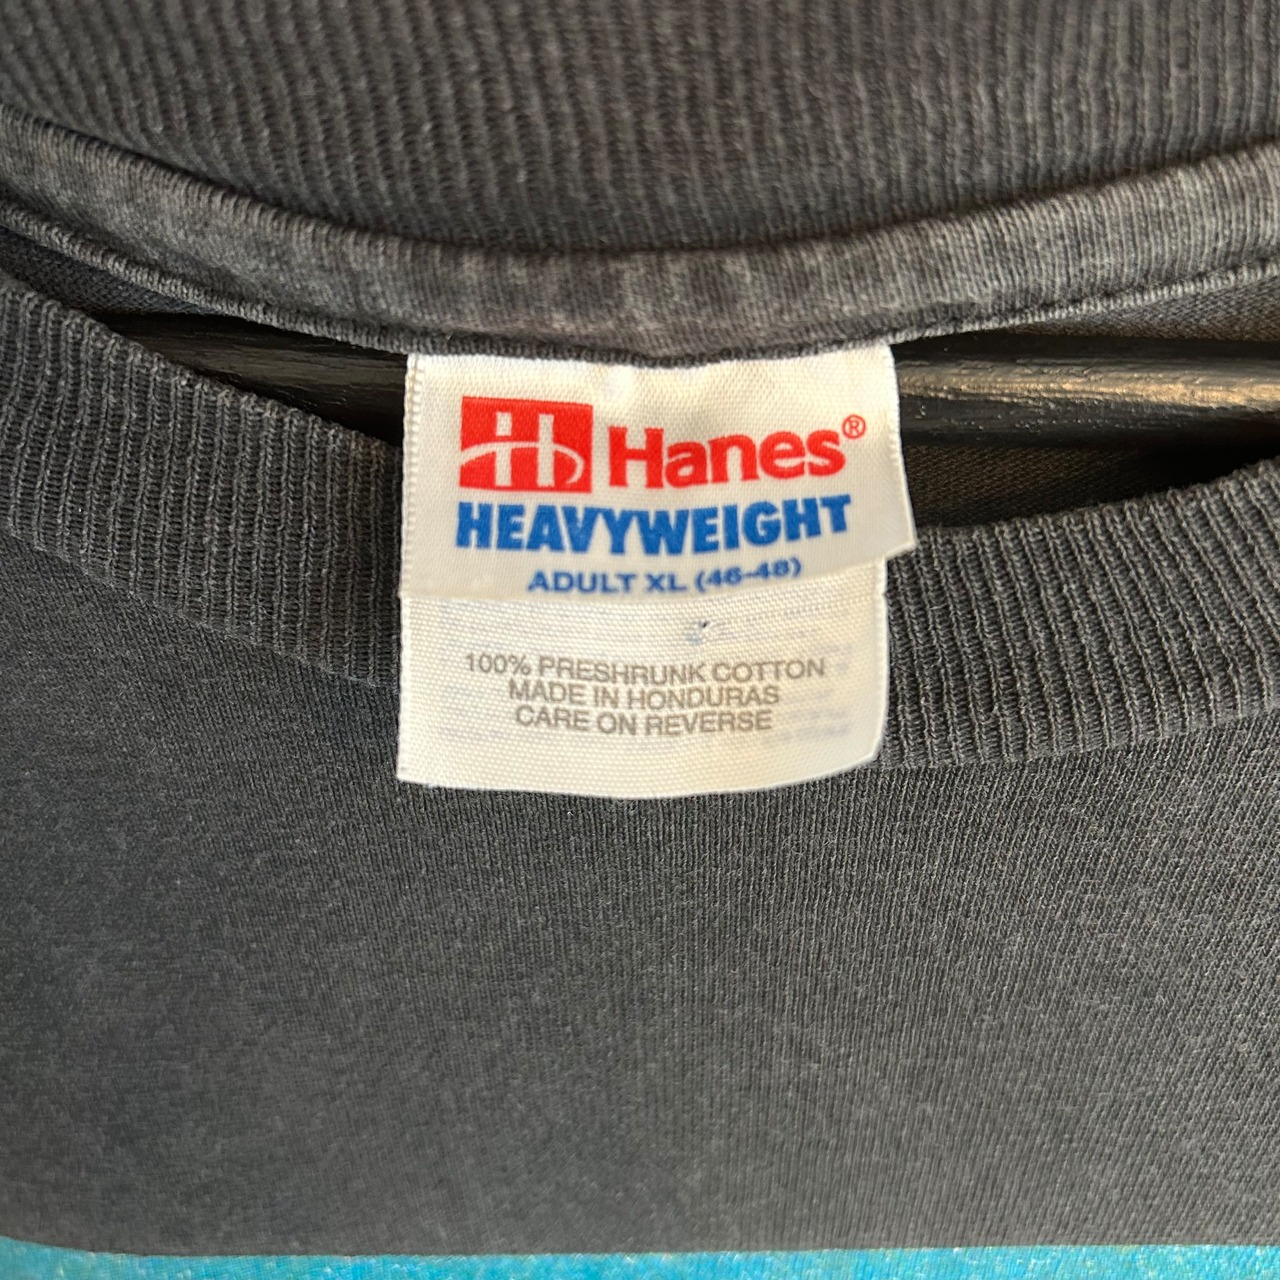 H Hanes®
HEAVYWEIGHT
ADULT XL (46-48)
100% PRESHRUNK COTTON
MADE IN HONDURAS
CARE ON REVERSE